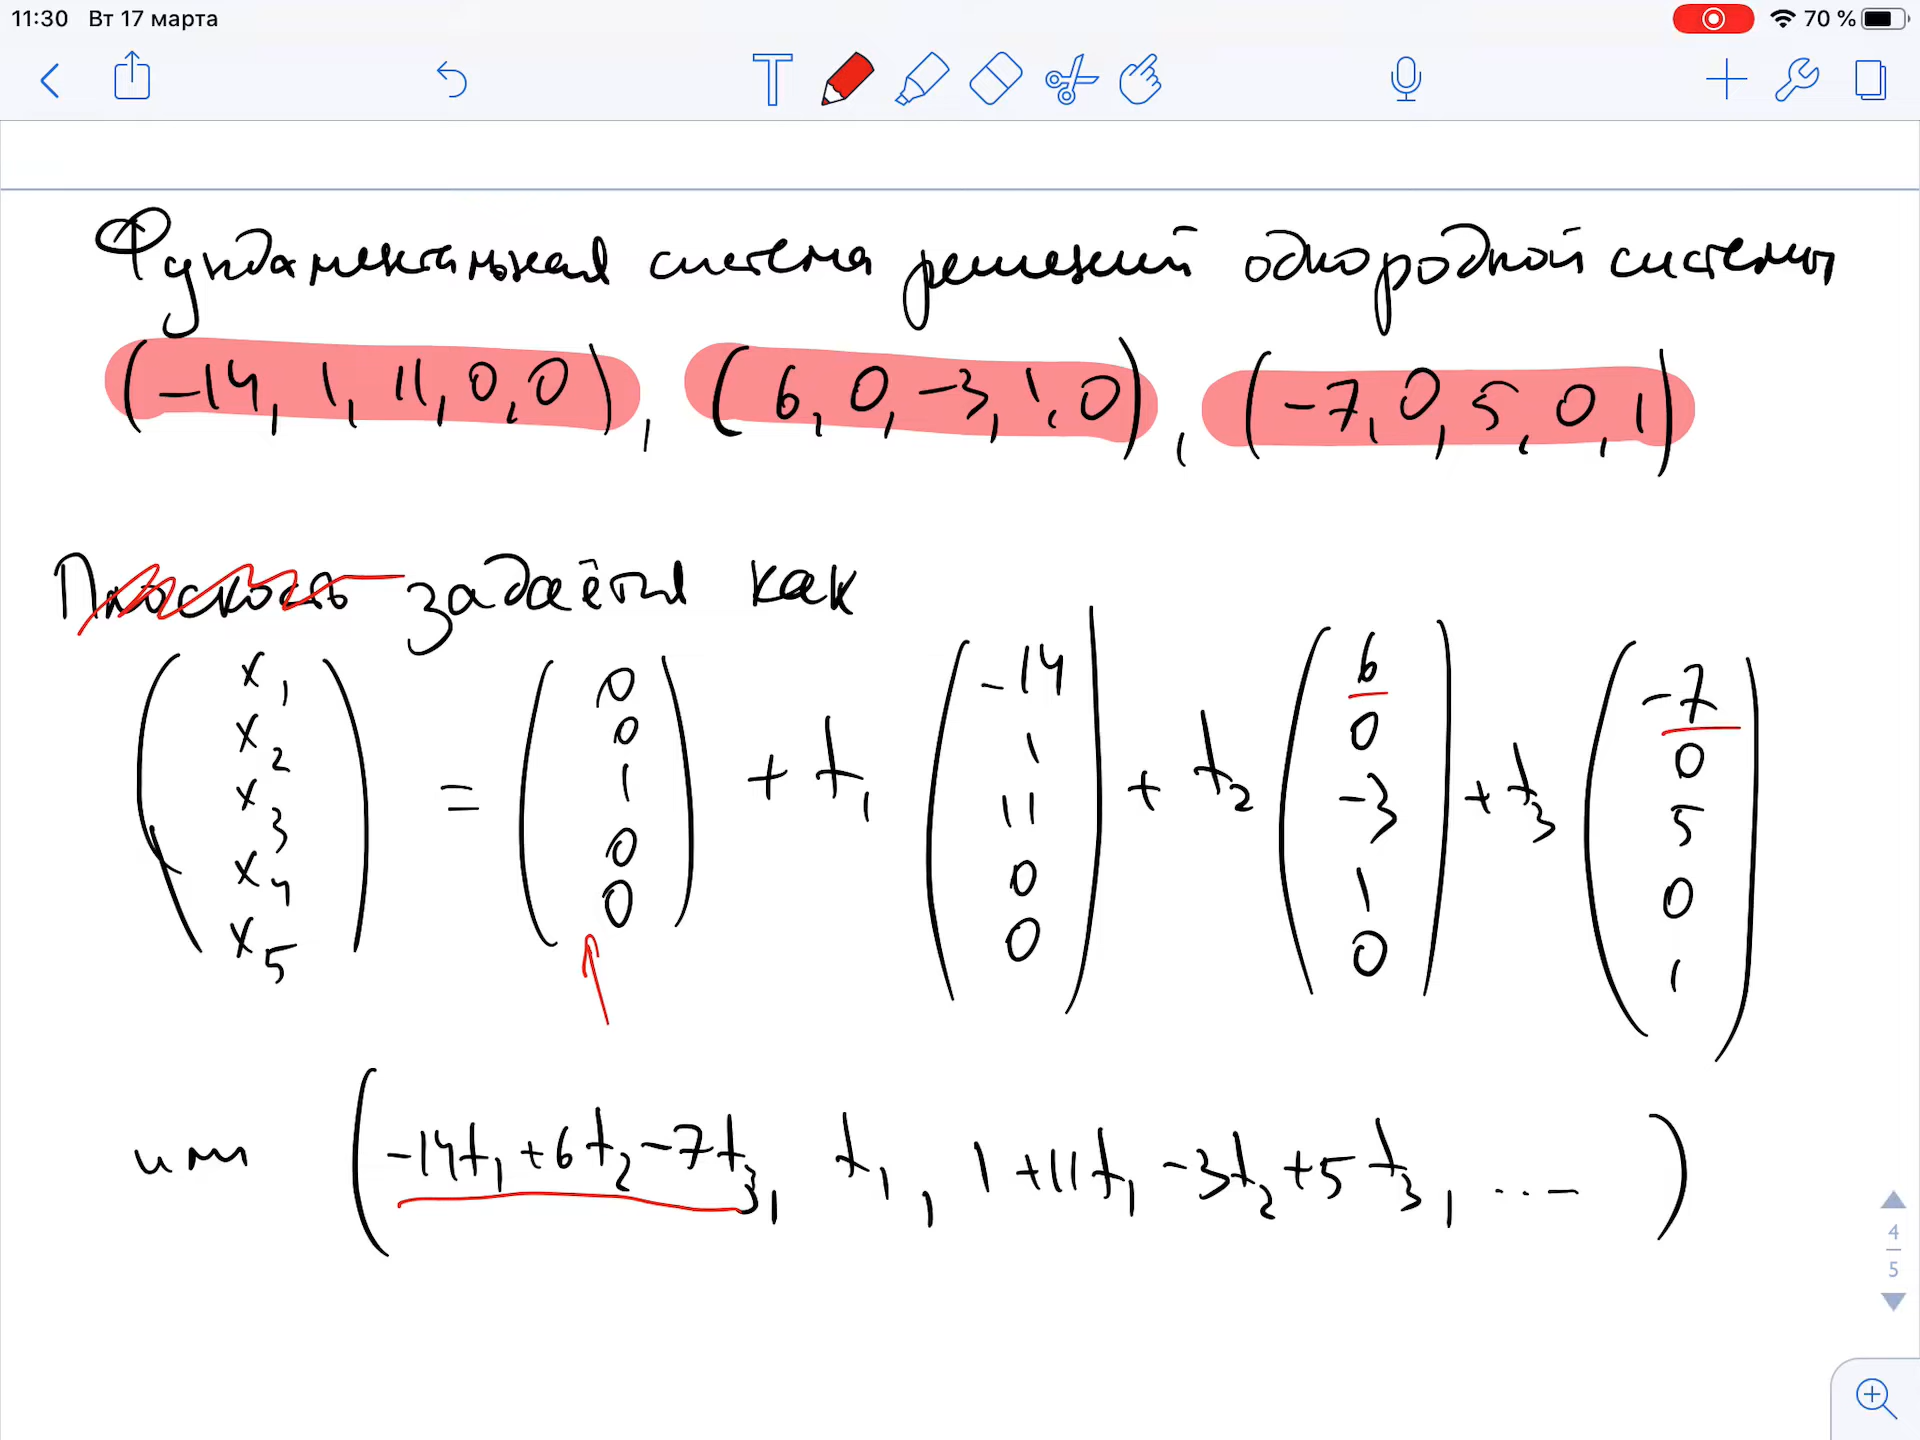 11:30 Вт 17 марта 70 %
T
Фундаментальная система решений однородной системы
(-14, 1, 11, 0, 0), (6, 0, -3, 1, 0), (-7, 0, 5, 0, 1)
Плоскость задаётся как
(x₁ x₂ x₃ x₄ x₅) = (0 0 1 0 0) + t₁ (-14 1 11 0 0) + t₂ (6 0 -3 1 0) + t₃ (-7 0 5 0 1)
или (-14t₁+6t₂-7t₃, t₁, 1+11t₁-3t₂+5t₃, ...)
4
5